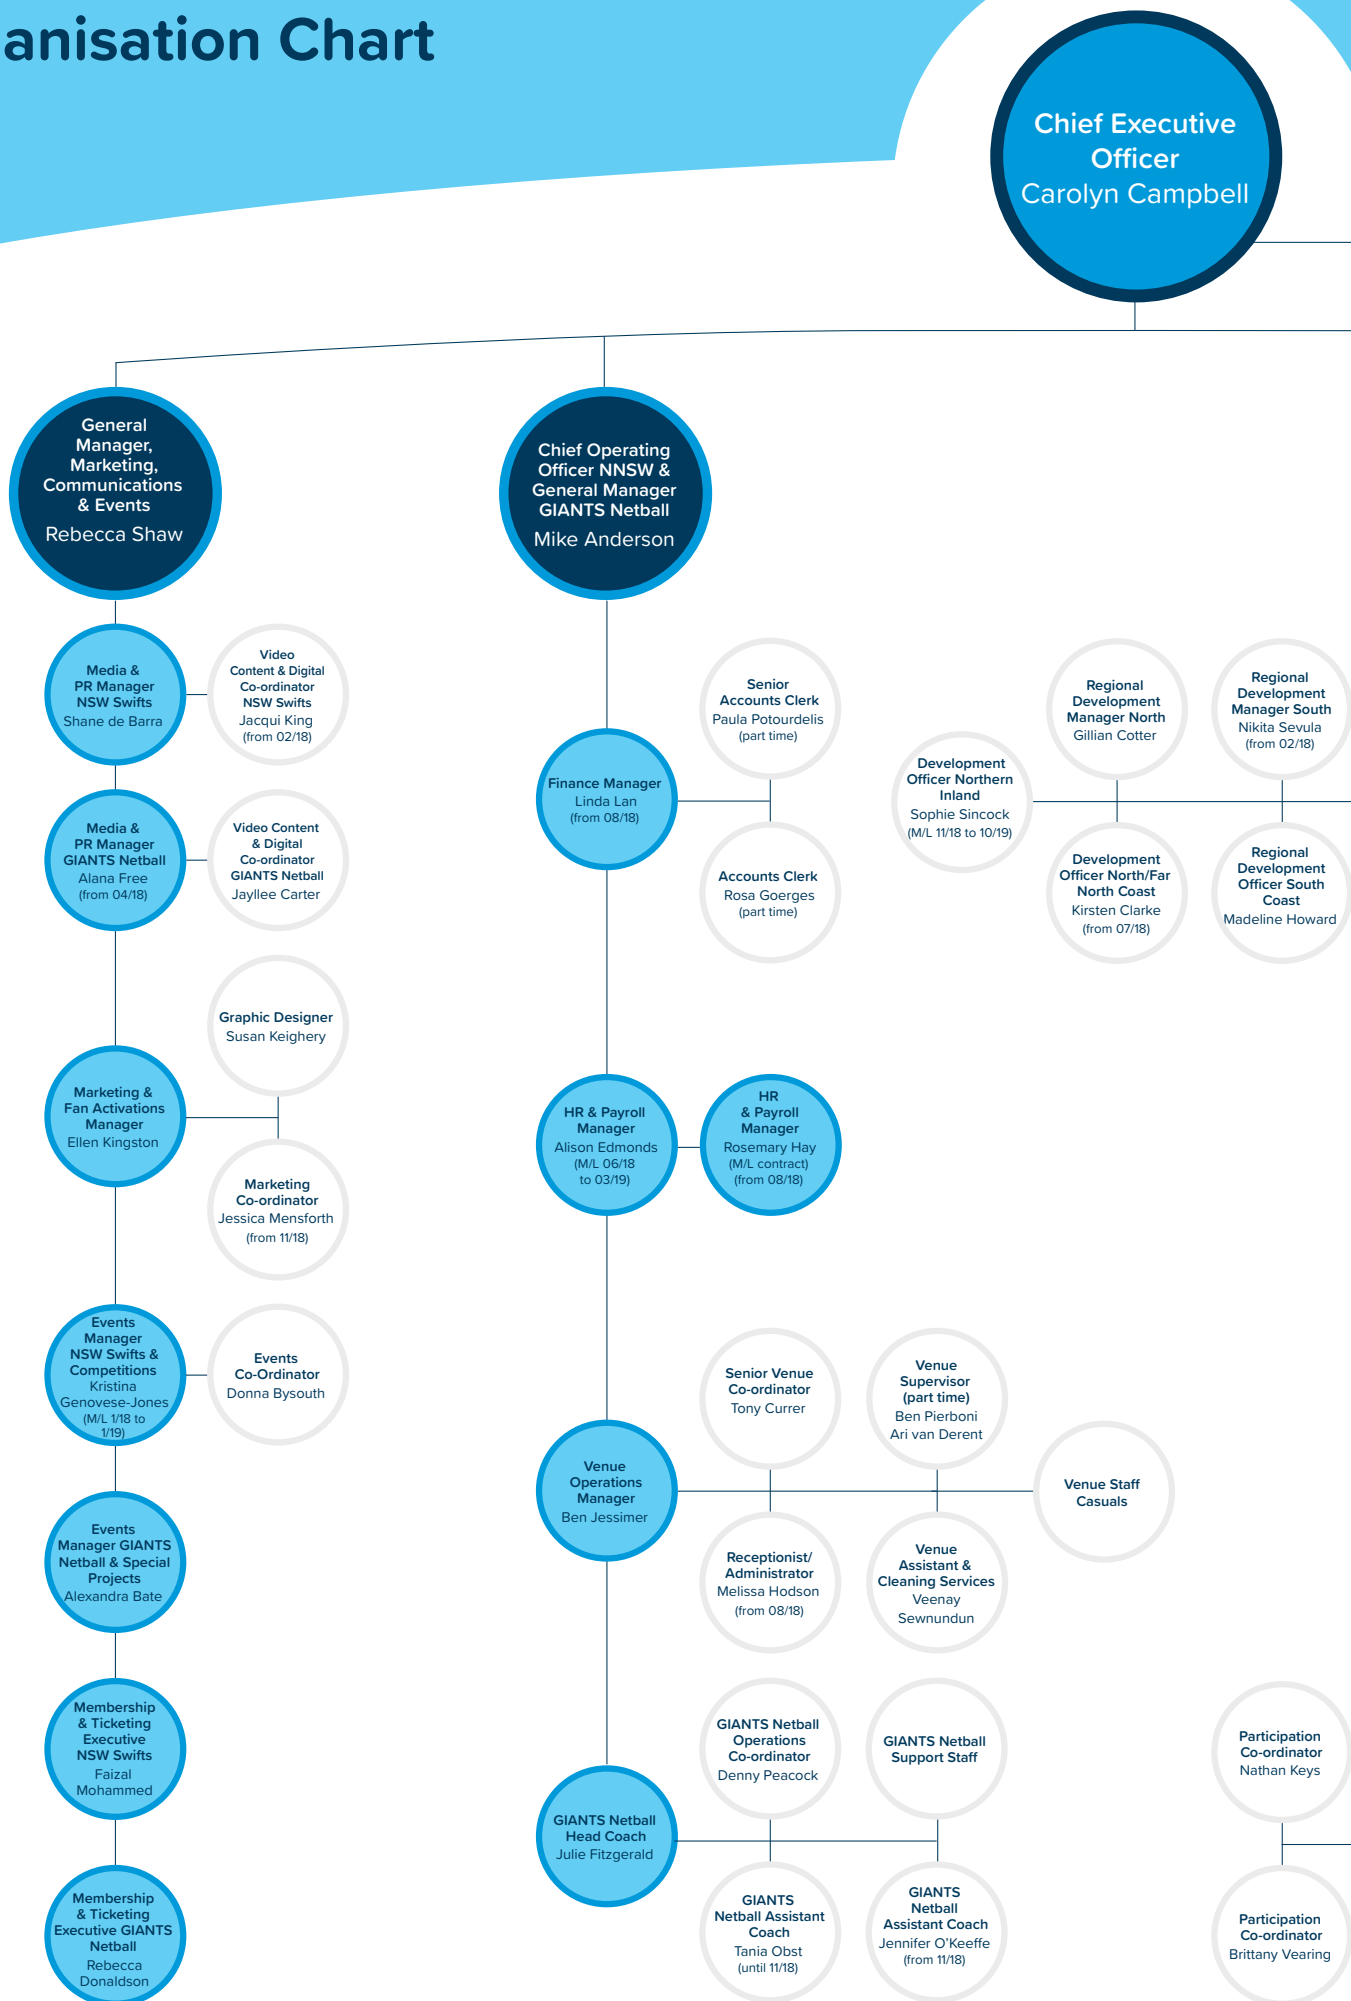 anisation Chart
Chief Executive
Officer
Carolyn Campbell
General
Manager,
Marketing,
Communications
& Events
Rebecca Shaw
Chief Operating
Officer NNSW &
General Manager
GIANTS Netball
Mike Anderson
Media &
PR Manager
NSW Swifts
Shane de Barra
Video
Content & Digital
Co-ordinator
NSW Swifts
Jacqui King
(from 02/18)
Media &
PR Manager
GIANTS Netball
Alana Free
(from 04/18)
Video Content
& Digital
Co-ordinator
GIANTS Netball
Jayllee Carter
Graphic Designer
Susan Keighery
Marketing &
Fan Activations
Manager
Ellen Kingston
Marketing
Co-ordinator
Jessica Mensforth
(from 11/18)
Events
Manager
NSW Swifts &
Competitions
Kristina
Genovese-Jones
(M/L 1/18 to
1/19)
Events
Co-Ordinator
Donna Bysouth
Events
Manager GIANTS
Netball & Special
Projects
Alexandra Bate
Membership
& Ticketing
Executive
NSW Swifts
Faizal
Mohammed
Membership
& Ticketing
Executive GIANTS
Netball
Rebecca
Donaldson
Finance Manager
Linda Lan
(from 08/18)
Senior
Accounts Clerk
Paula Potourdelis
(part time)
Accounts Clerk
Rosa Goerges
(part time)
HR & Payroll
Manager
Alison Edmonds
(M/L 06/18
to 03/19)
HR
& Payroll
Manager
Rosemary Hay
(M/L contract)
(from 08/18)
Venue
Operations
Manager
Ben Jessimer
Senior Venue
Co-ordinator
Tony Currer
Venue
Supervisor
(part time)
Ben Pierboni
Ari van Derent
Receptionist/
Administrator
Melissa Hodson
(from 08/18)
Venue
Assistant &
Cleaning Services
Veenay
Sewnundun
Venue Staff
Casuals
GIANTS Netball
Head Coach
Julie Fitzgerald
GIANTS Netball
Operations
Co-ordinator
Denny Peacock
GIANTS Netball
Support Staff
GIANTS
Netball Assistant
Coach
Tania Obst
(until 11/18)
GIANTS
Netball
Assistant Coach
Jennifer O'Keeffe
(from 11/18)
Development
Officer Northern
Inland
Sophie Sincock
(M/L 11/18 to 10/19)
Regional
Development
Manager North
Gillian Cotter
Regional
Development
Manager South
Nikita Sevula
(from 02/18)
Development
Officer North/Far
North Coast
Kirsten Clarke
(from 07/18)
Regional
Development
Officer South
Coast
Madeline Howard
Participation
Co-ordinator
Nathan Keys
Participation
Co-ordinator
Brittany Vearing